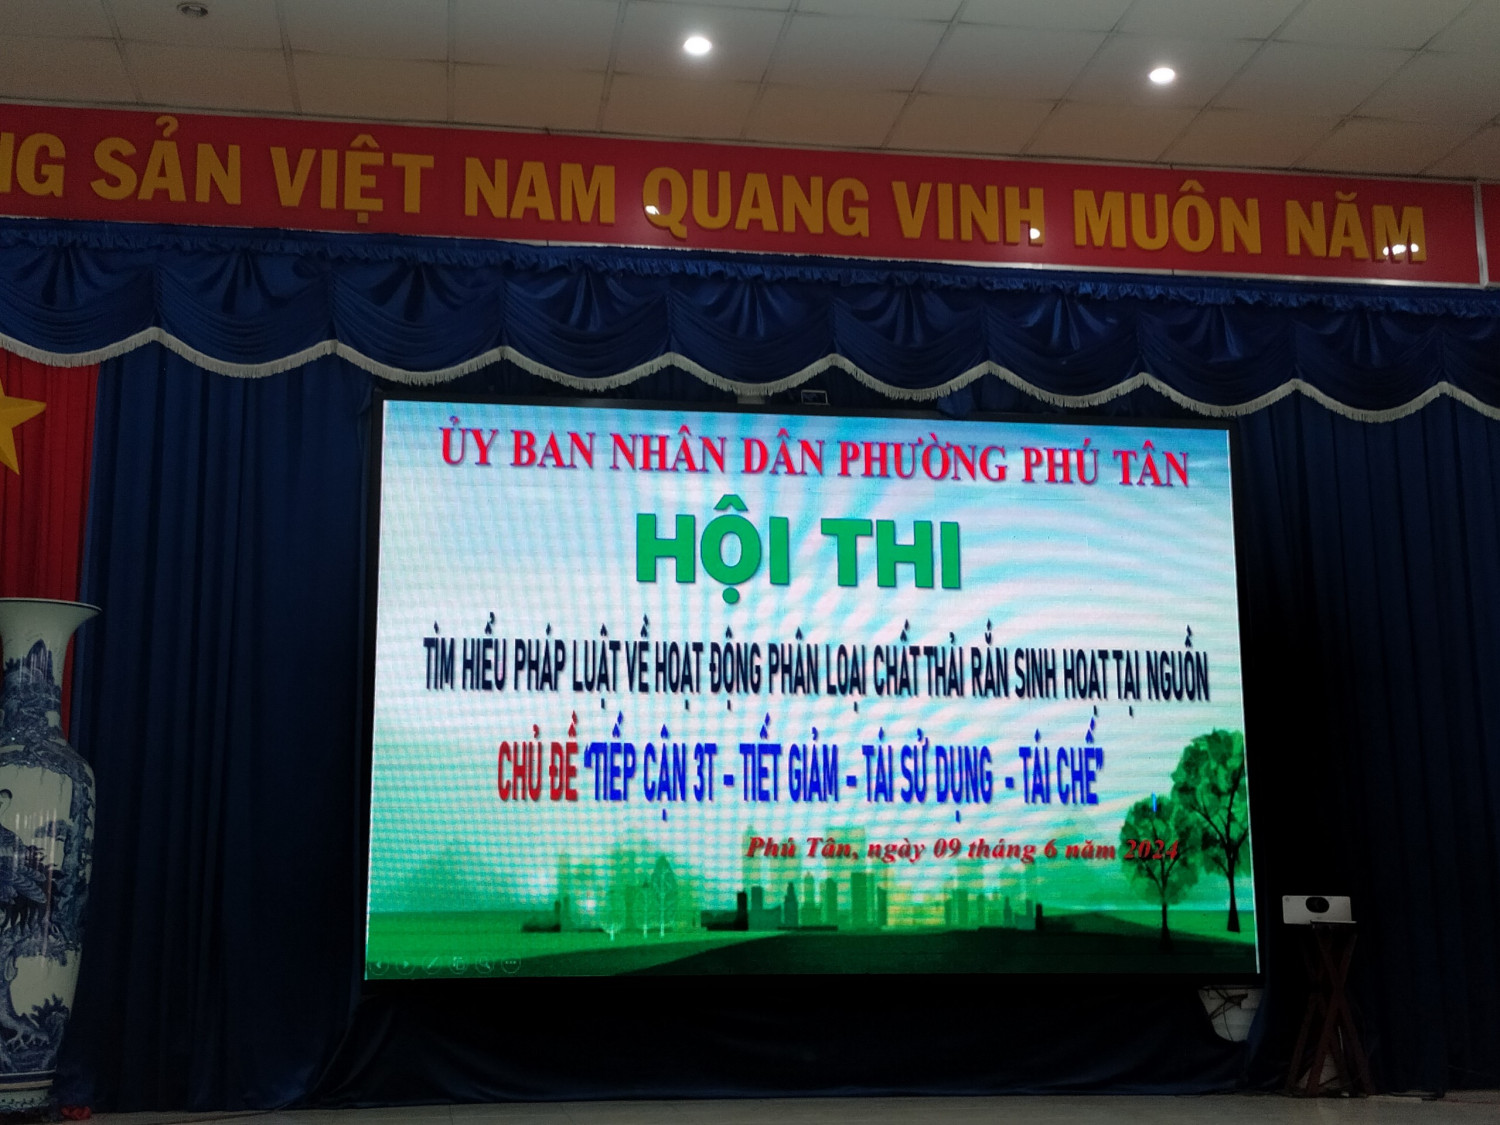 SẢN VIỆT NAM QUANG VINH MUÔN NĂM
ỦY BAN NHÂN DÂN PHƯỜNG PHÚ TÂN
HỘI THI
TÌM HIỂU PHÁP LUẬT VỀ HOẠT ĐỘNG PHÂN LOẠI CHẤT THẢI RẮN SINH HOẠT TẠI NGUỒN
CHỦ ĐỀ "TIẾP CẬN 3T – TIẾT GIẢM – TÁI SỬ DỤNG - TÁI CHẾ"
Phú Tân, ngày 09 tháng 6 năm 2024